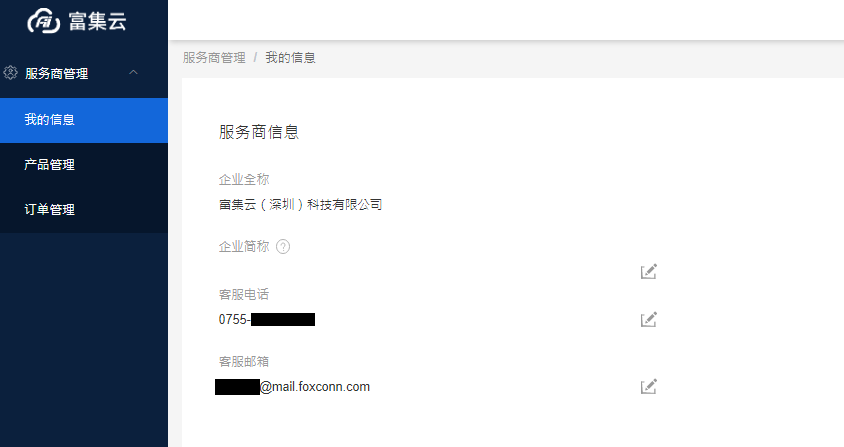 富集云
服务商管理
我的信息
产品管理
订单管理
服务商管理 / 我的信息
服务商信息
企业全称
富集云（深圳）科技有限公司
企业简称 ?
客服电话
0755-
客服邮箱
@mail.foxconn.com